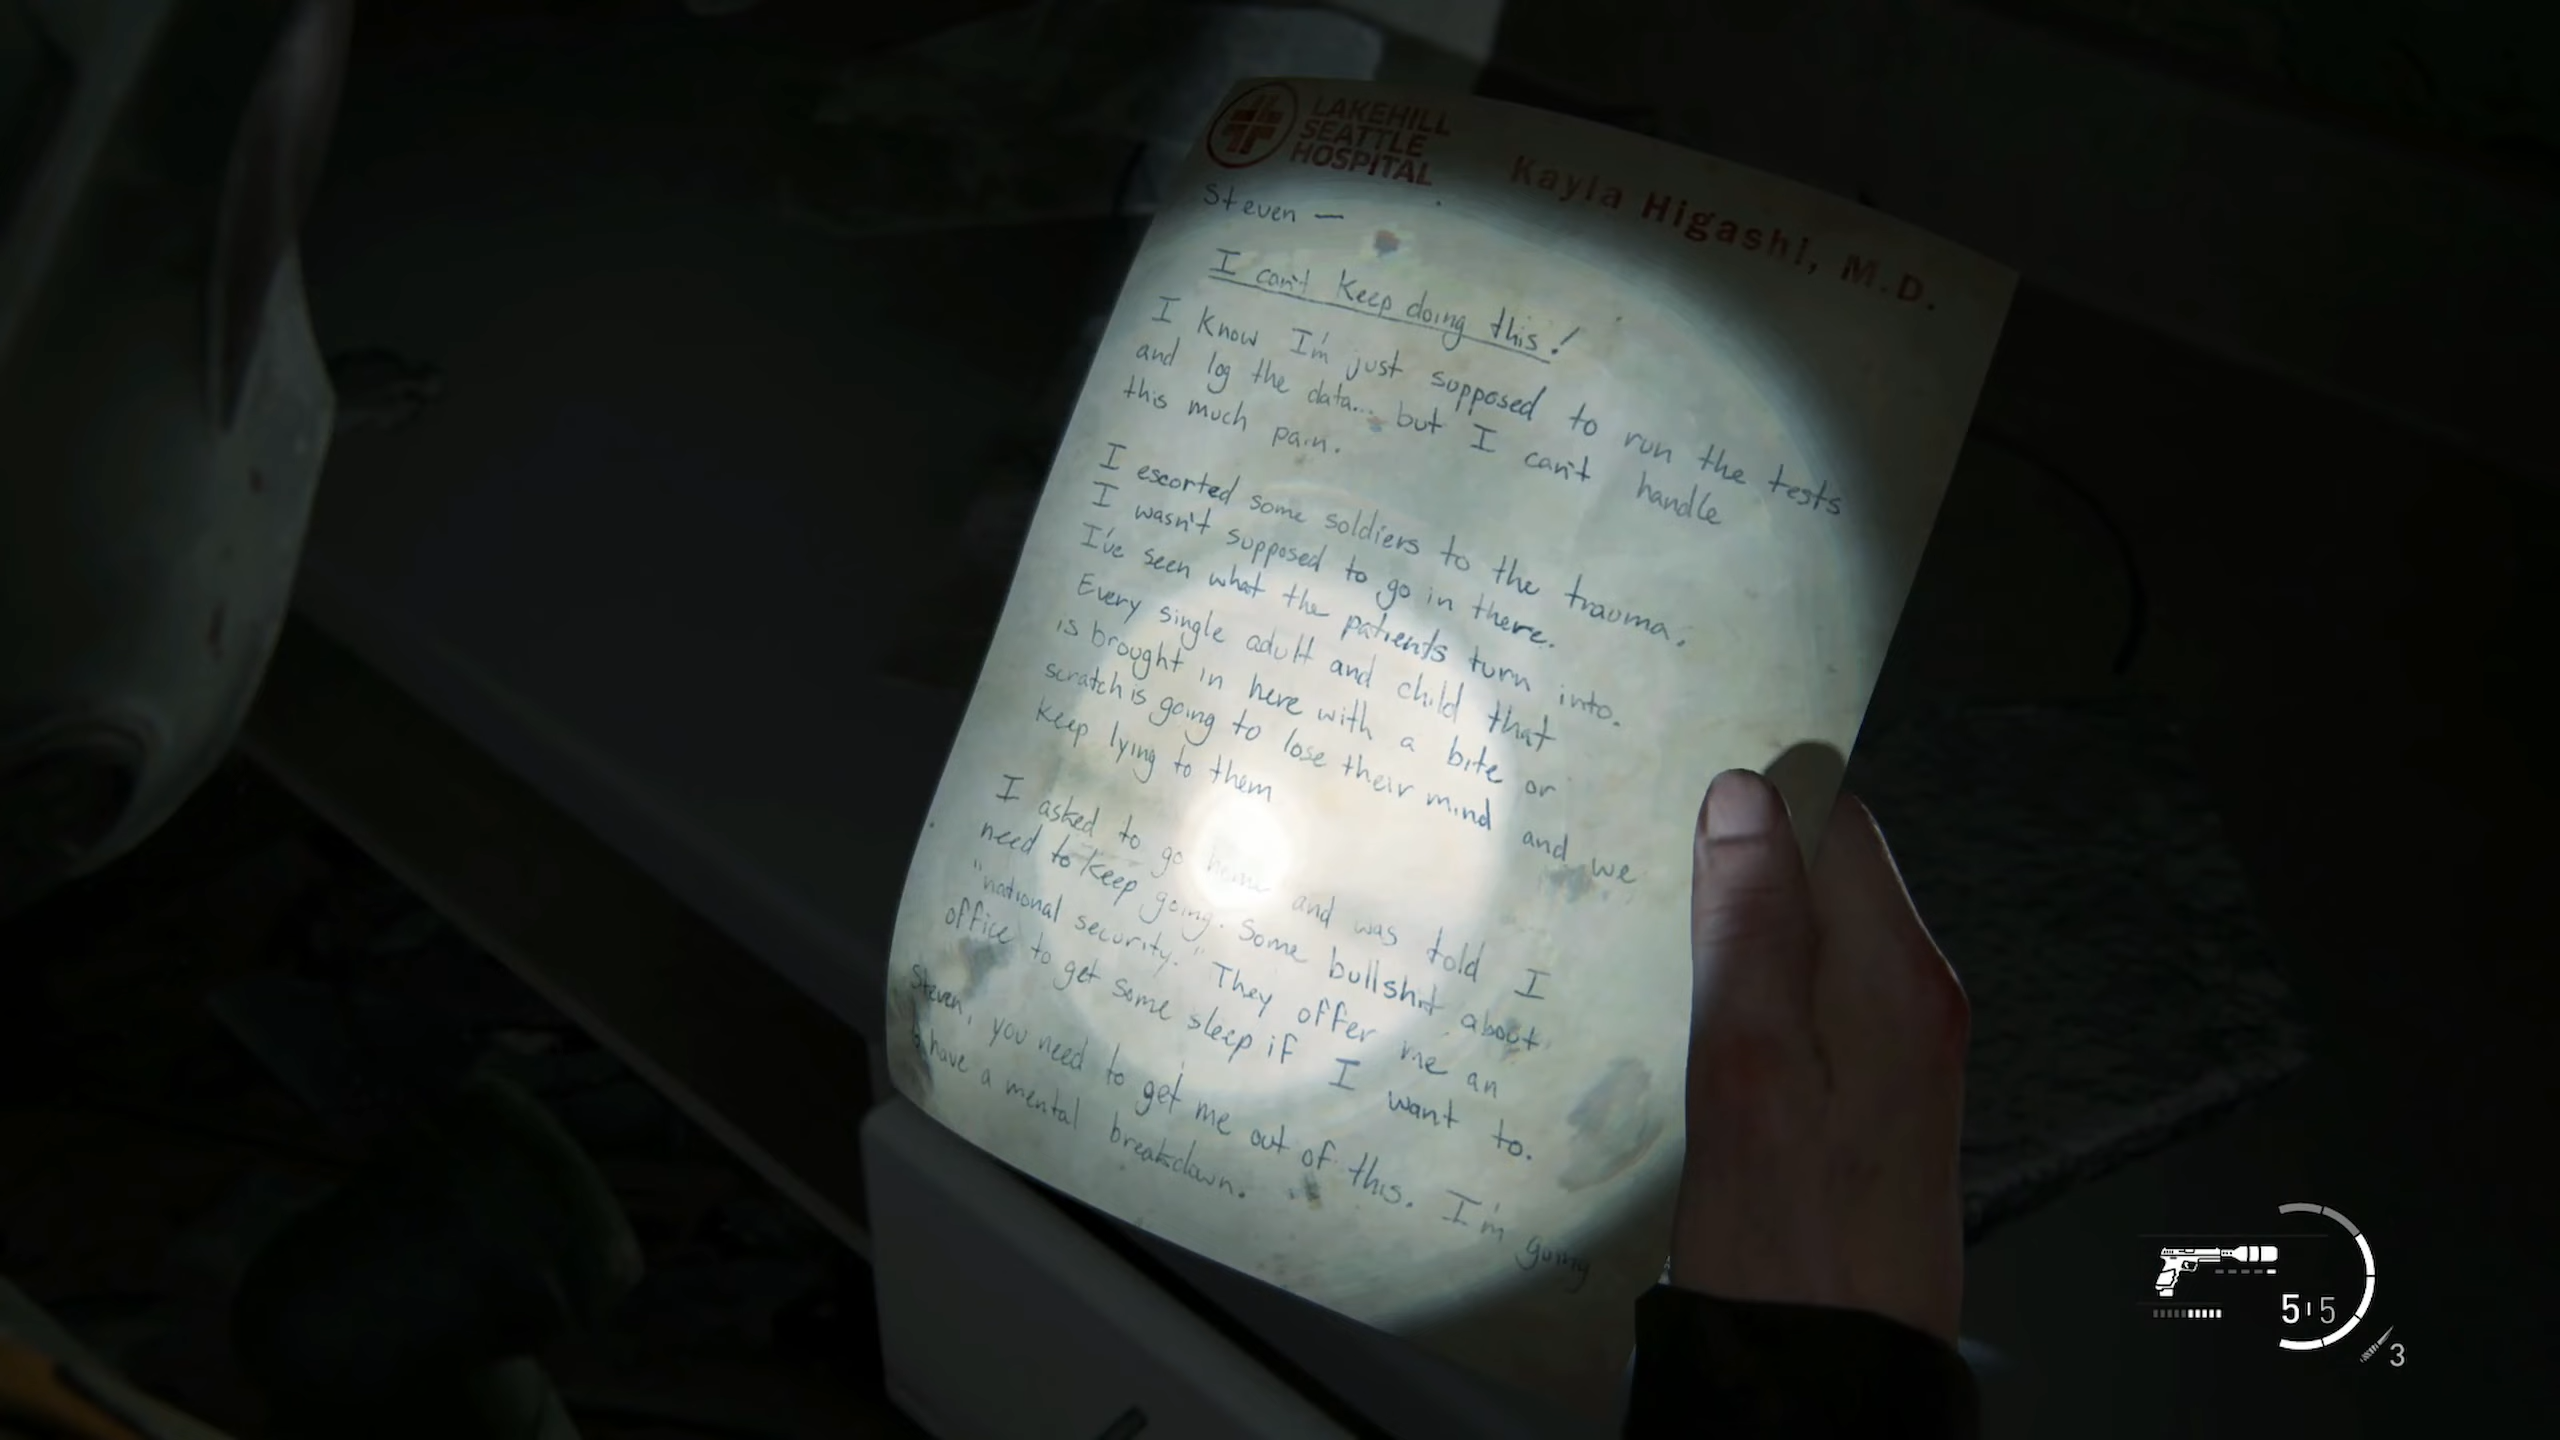 LAKEHILL
SEATTLE
HOSPITAL
Kayla Higashi, M.D.
Steven —
I can't keep doing this!
I know I'm just supposed to run the tests
and log the data... but I can't handle
this much pain.
I escorted some soldiers to the trauma.
I wasn't supposed to go in there.
I've seen what the patients turn into.
Every single adult and child that
is brought in here with a bite or
scratch is going to lose their mind and we
keep lying to them
I asked to go home and was told I
need to keep going. Some bullshit about
"national security." They offer me an
office to get some sleep if I want to.
Steven, you need to get me out of this. I'm going
to have a mental breakdown.
5 5
3